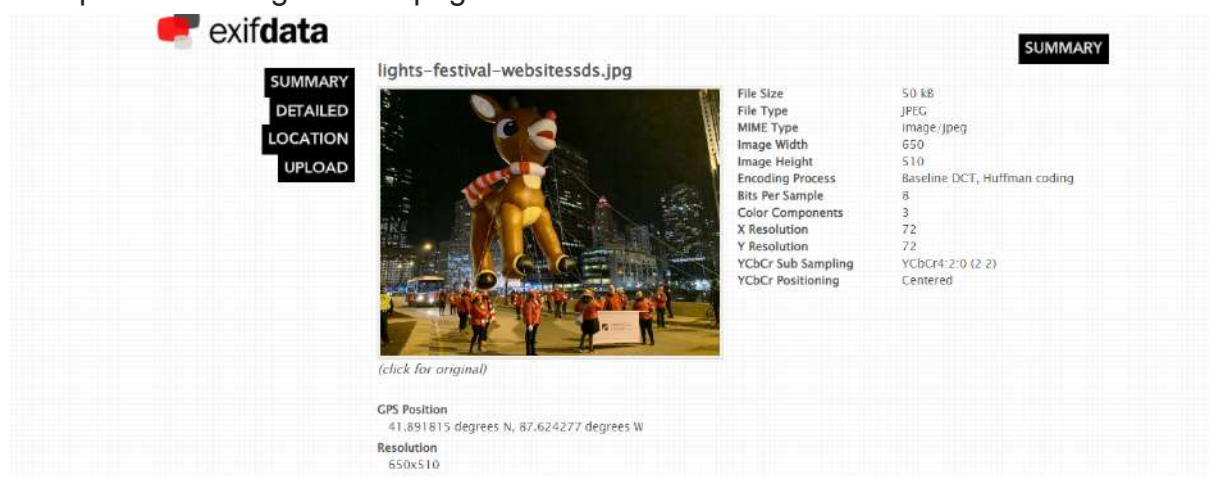 exifdata
SUMMARY
SUMMARY
DETAILED
LOCATION
UPLOAD
lights-festival-websitessds.jpg
(click for original)
GPS Position
41.891815 degrees N, 87.624277 degrees W
Resolution
650x510
File Size 50 kB
File Type JPEG
MIME Type image/jpeg
Image Width 650
Image Height 510
Encoding Process Baseline DCT, Huffman coding
Bits Per Sample 8
Color Components 3
X Resolution 72
Y Resolution 72
YCbCr Sub Sampling YCbCr4:2:0 (2 2)
YCbCr Positioning Centered